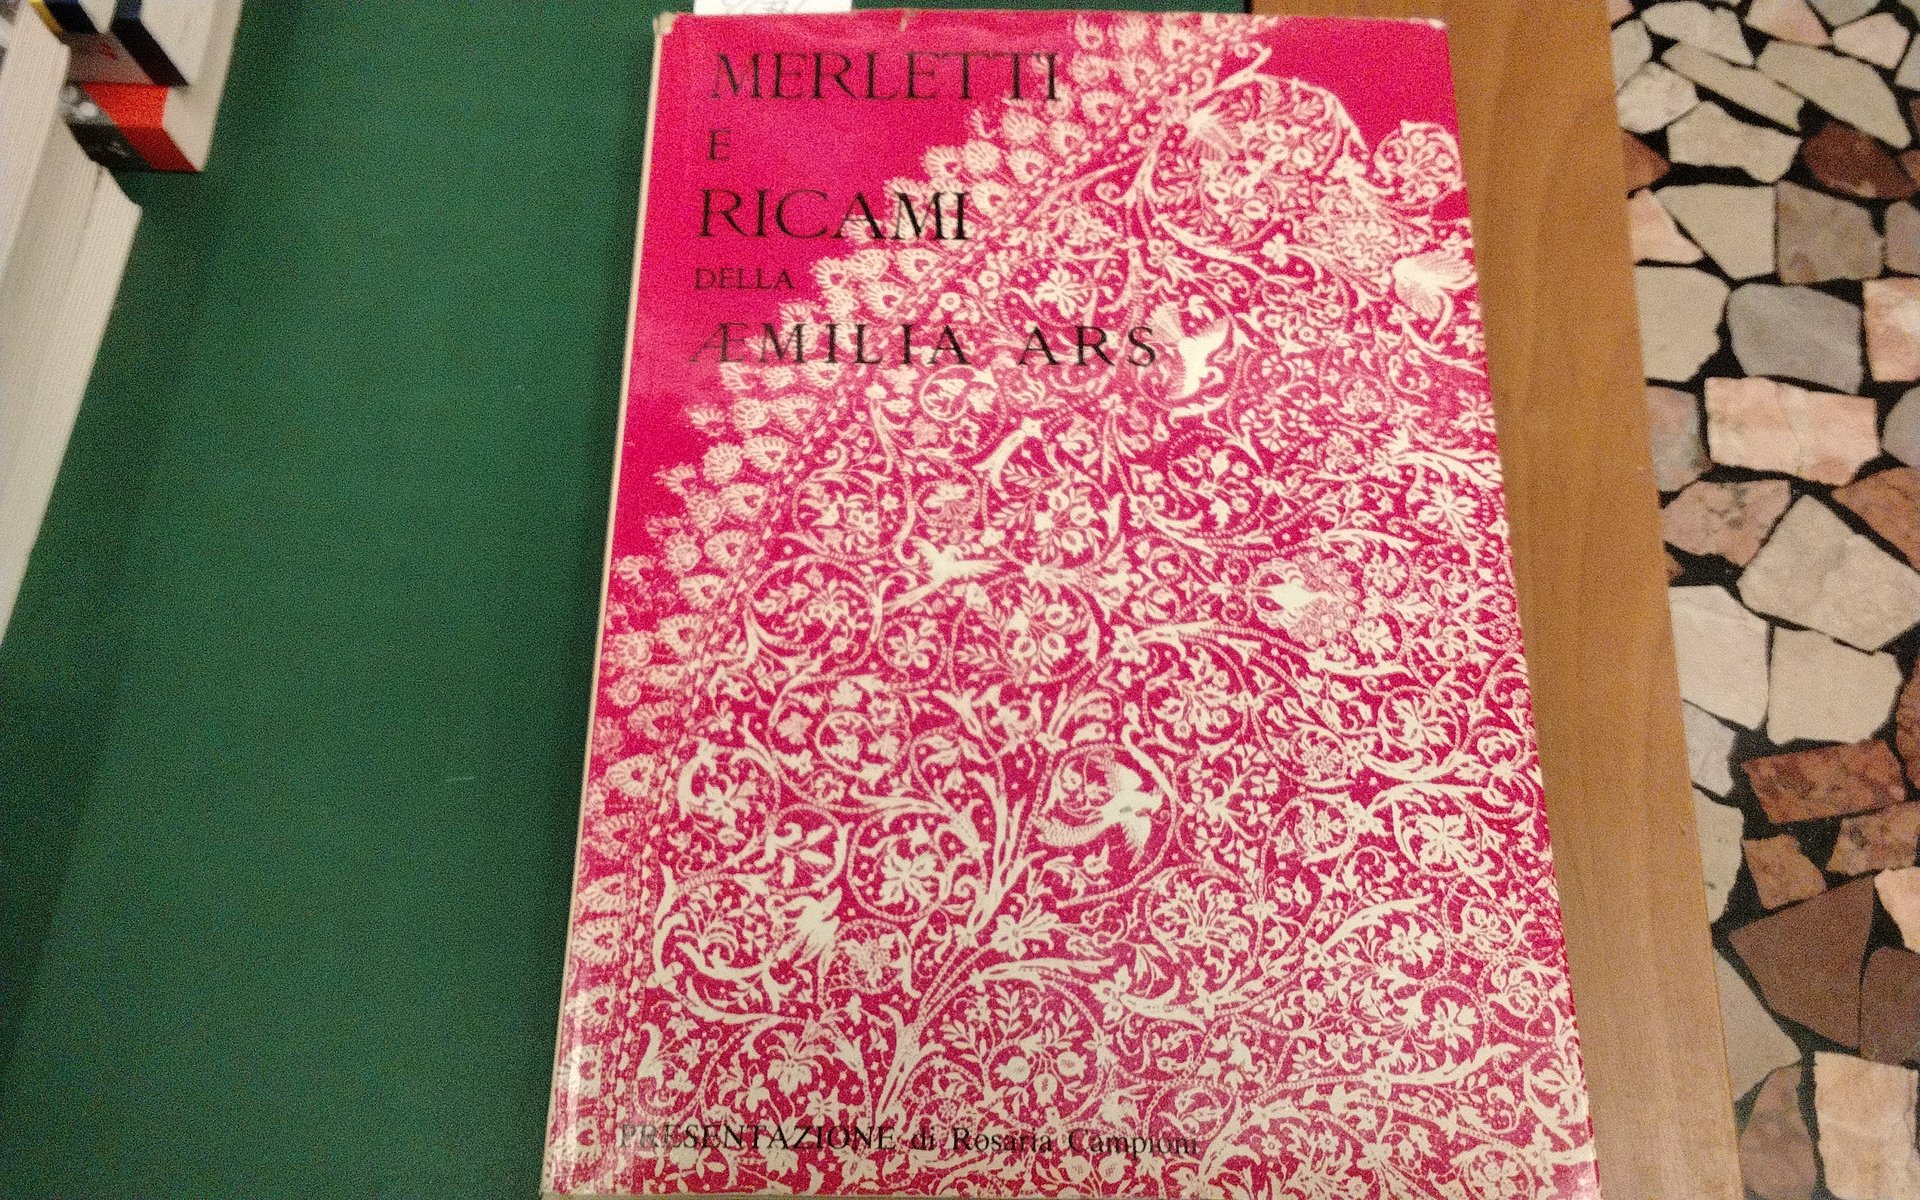 MERLETTI
E
RICAMI
DELLA
ÆMILIA ARS
PRESENTAZIONE di Rosaria Campioni